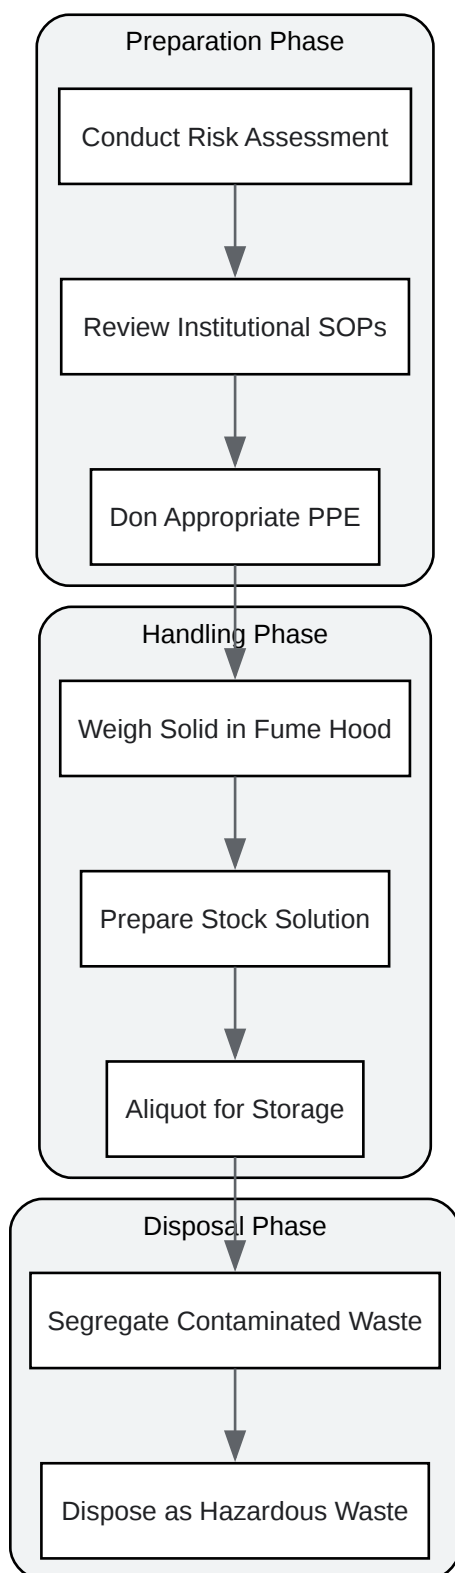 Preparation Phase
Conduct Risk Assessment
Review Institutional SOPs
Don Appropriate PPE
Handling Phase
Weigh Solid in Fume Hood
Prepare Stock Solution
Aliquot for Storage
Disposal Phase
Segregate Contaminated Waste
Dispose as Hazardous Waste